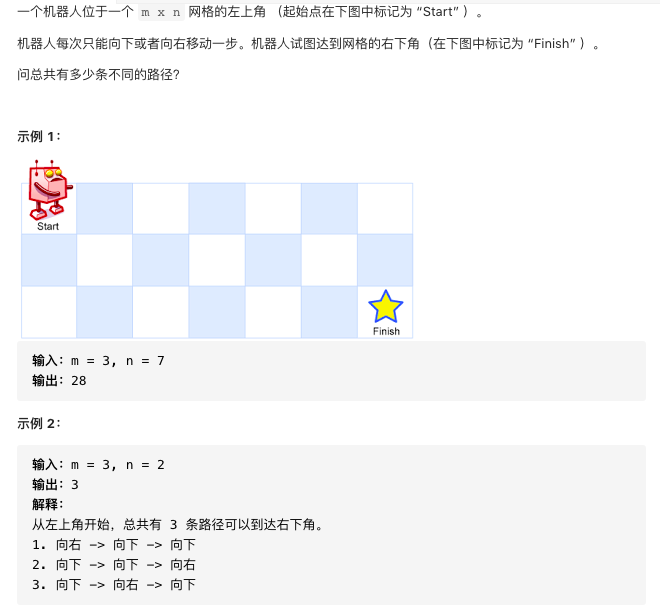 一个机器人位于一个 m x n 网格的左上角 （起始点在下图中标记为 “Start” ）。
机器人每次只能向下或者向右移动一步。机器人试图达到网格的右下角（在下图中标记为 “Finish” ）。
问总共有多少条不同的路径?
示例 1：
Start
Finish
输入：m = 3, n = 7
输出：28
示例 2：
输入：m = 3, n = 2
输出：3
解释：
从左上角开始，总共有 3 条路径可以到达右下角。
1. 向右 -> 向下 -> 向下
2. 向下 -> 向下 -> 向右
3. 向下 -> 向右 -> 向下